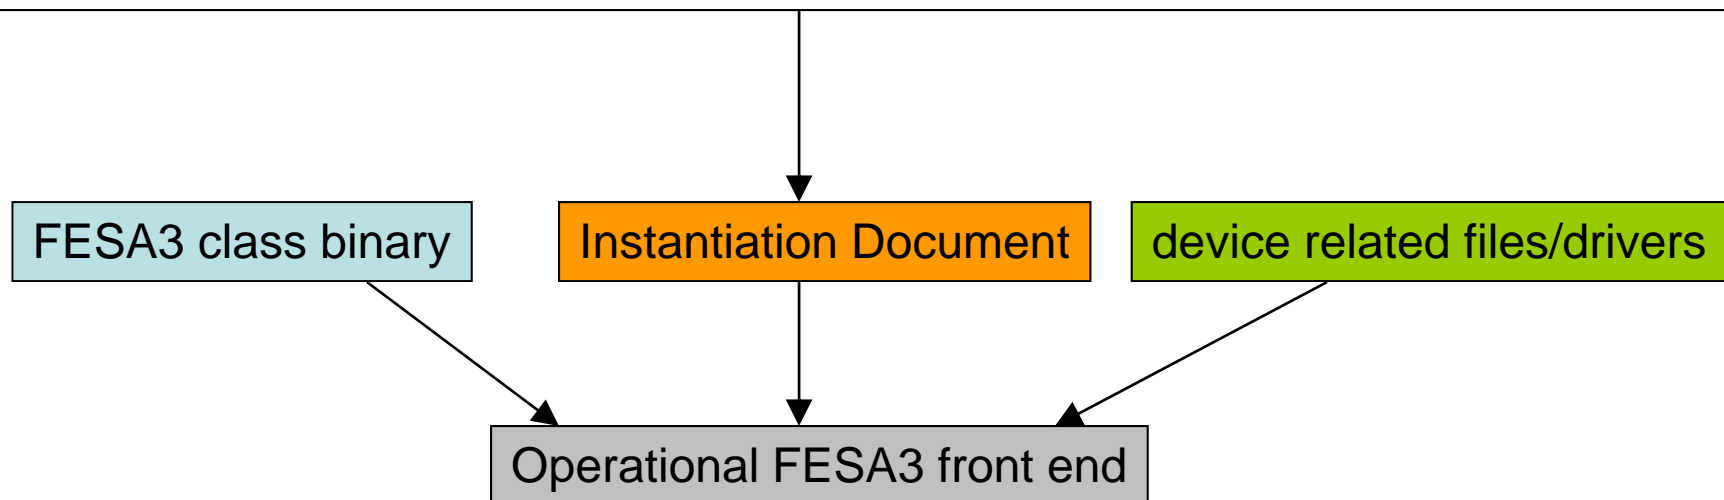 FESA3 class binary
Instantiation Document
device related files/drivers
Operational FESA3 front end